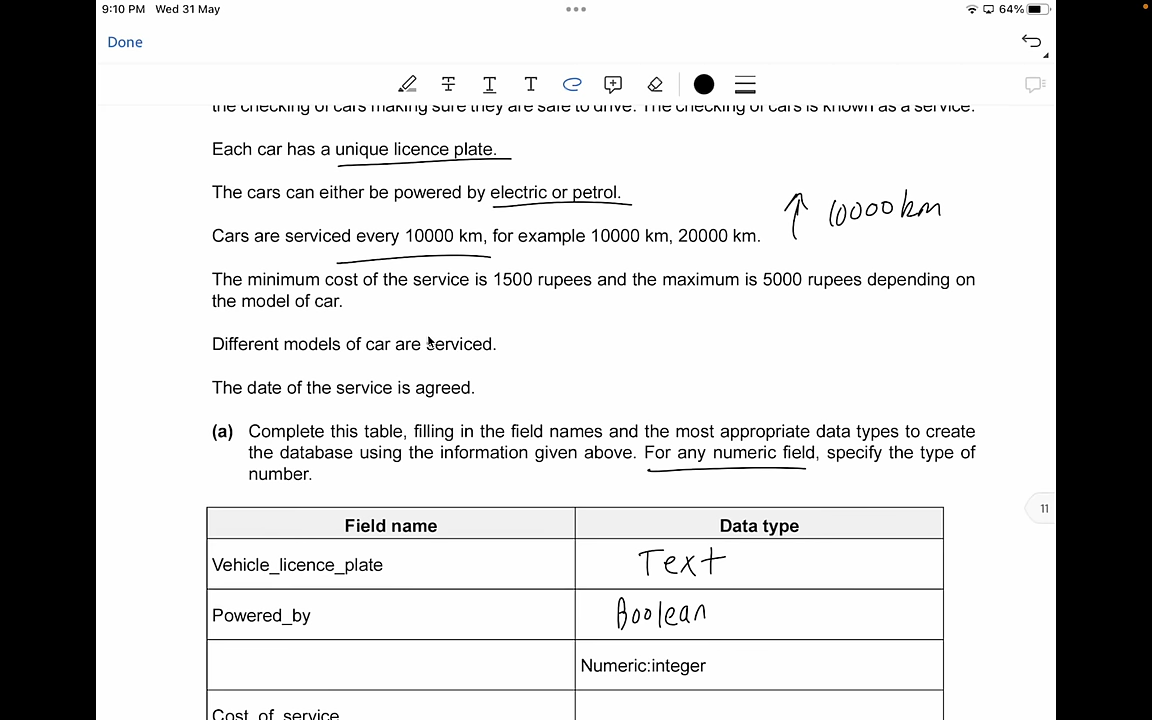 9:10 PM Wed 31 May
64%
Done
the checking of cars making sure they are safe to drive. The checking of cars is known as a service.
Each car has a unique licence plate.
The cars can either be powered by electric or petrol.
10000 km
Cars are serviced every 10000 km, for example 10000 km, 20000 km.
The minimum cost of the service is 1500 rupees and the maximum is 5000 rupees depending on
the model of car.
Different models of car are serviced.
The date of the service is agreed.
(a) Complete this table, filling in the field names and the most appropriate data types to create
the database using the information given above. For any numeric field, specify the type of
number.
11
Field name Data type
Vehicle_licence_plate Text
Powered_by Boolean
Numeric:integer
Cost_of_service